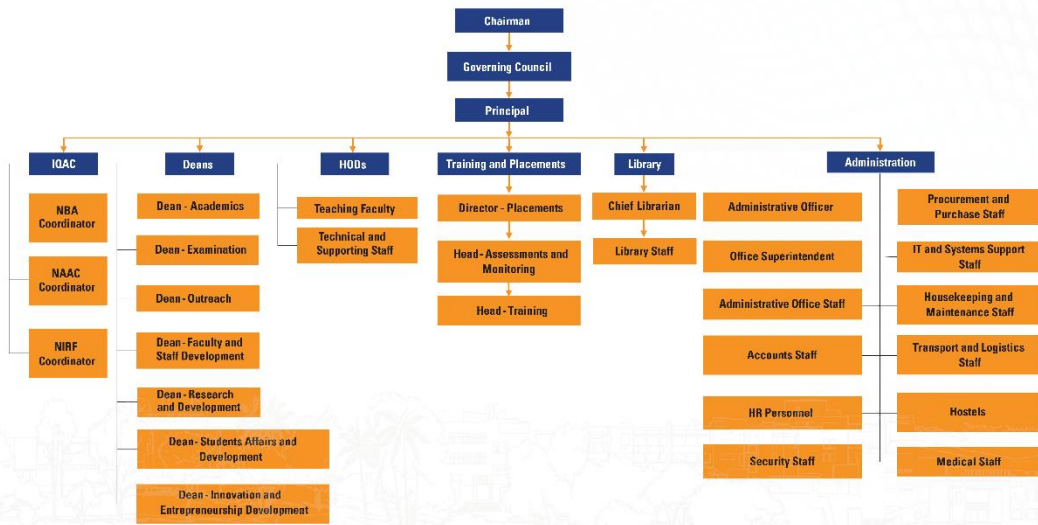 Chairman
Governing Council
Principal
IQAC
Deans
HODs
Training and Placements
Library
Administration
NBA
Coordinator
NAAC
Coordinator
NIRF
Coordinator
Dean - Academics
Dean - Examination
Dean - Outreach
Dean - Faculty and
Staff Development
Dean - Research
and Development
Dean - Students Affairs and
Development
Dean - Innovation and
Entrepreneurship Development
Teaching Faculty
Technical and
Supporting Staff
Director - Placements
Head - Assessments and
Monitoring
Head - Training
Chief Librarian
Library Staff
Administrative Officer
Office Superintendent
Administrative Office Staff
Accounts Staff
HR Personnel
Security Staff
Procurement and
Purchase Staff
IT and Systems Support
Staff
Housekeeping and
Maintenance Staff
Transport and Logistics
Staff
Hostels
Medical Staff